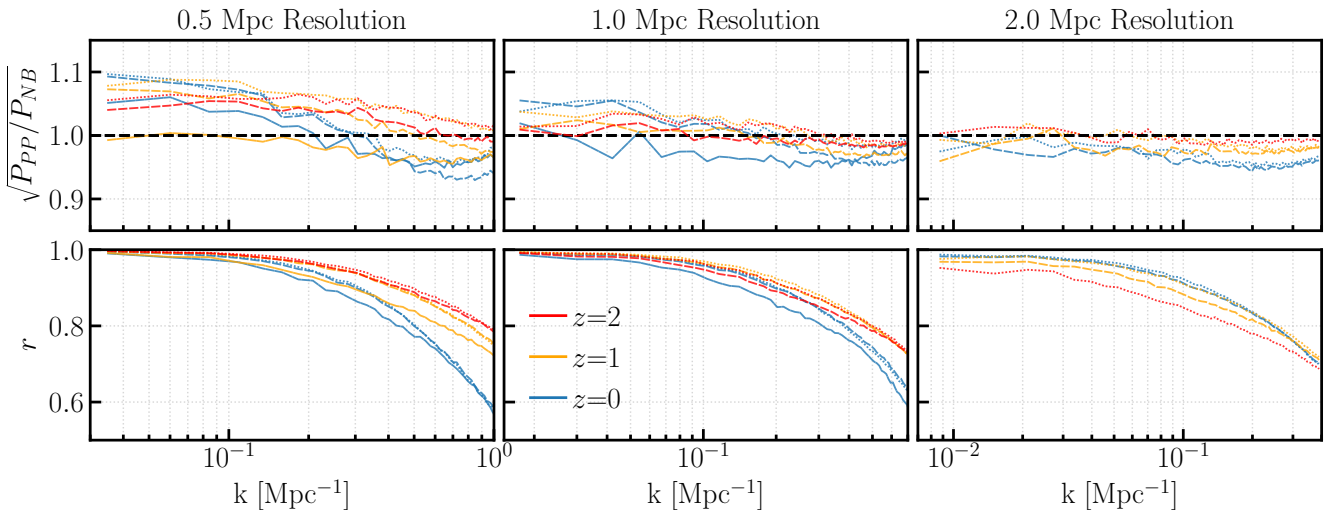 0.5 Mpc Resolution
1.0 Mpc Resolution
2.0 Mpc Resolution
√P_PP/P_NB
1.1
1.0
0.9
r
1.0
0.8
0.6
z=2
z=1
z=0
10⁻¹
10⁰
10⁻¹
10⁻²
10⁻¹
k [Mpc⁻¹]
k [Mpc⁻¹]
k [Mpc⁻¹]